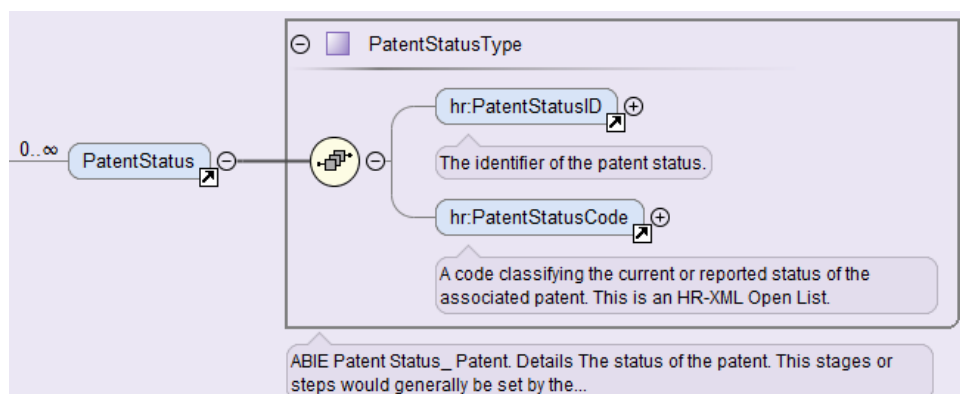 PatentStatusType
hr:PatentStatusID
0..∞
PatentStatus
The identifier of the patent status.
hr:PatentStatusCode
A code classifying the current or reported status of the
associated patent. This is an HR-XML Open List.
ABIE Patent Status_ Patent. Details The status of the patent. This stages or
steps would generally be set by the...